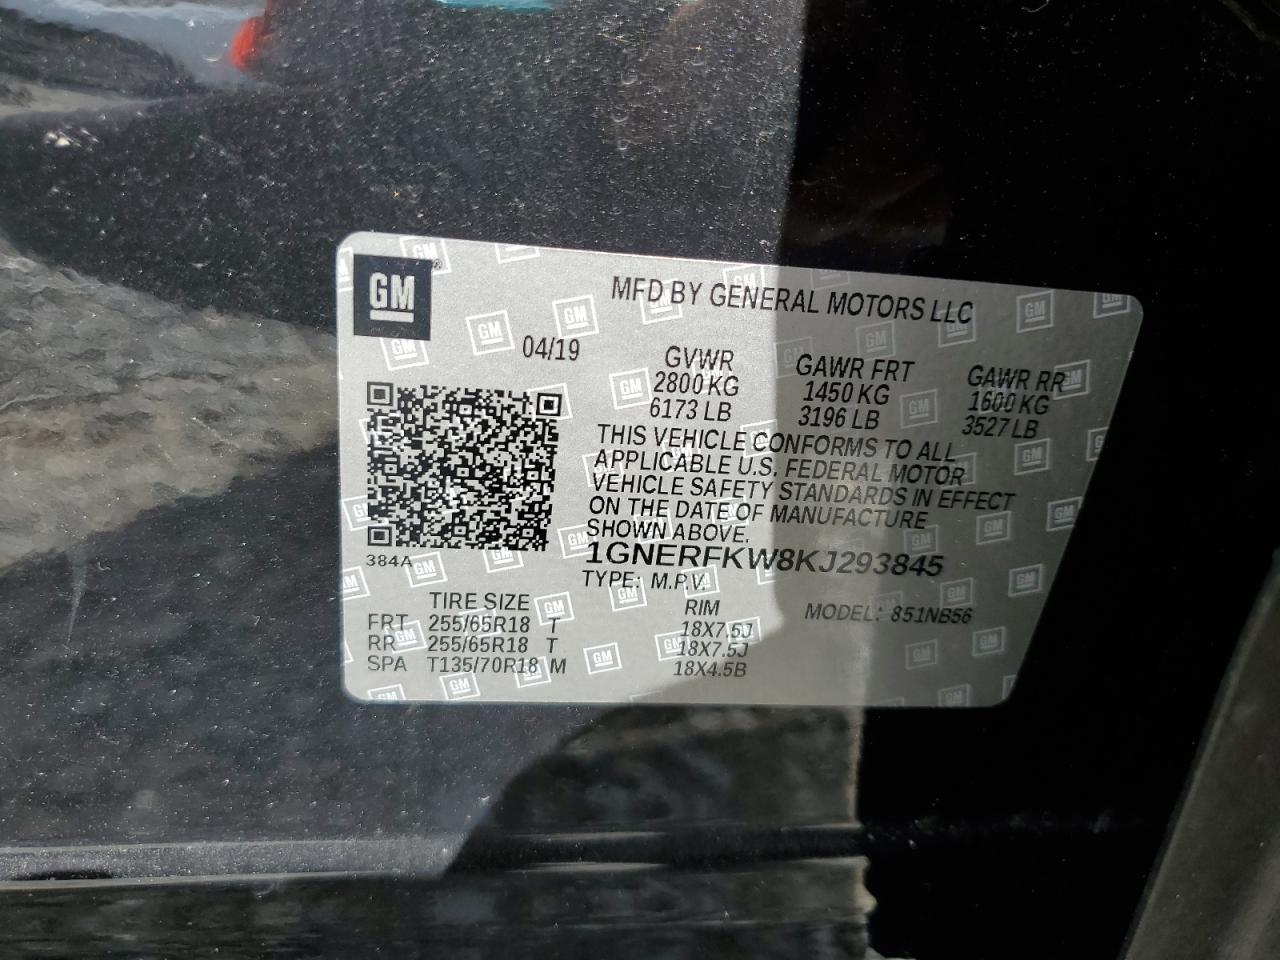 GM
MFD BY GENERAL MOTORS LLC
04/19
GVWR GAWR FRT GAWR RR
2800 KG 1450 KG 1600 KG
6173 LB 3196 LB 3527 LB
THIS VEHICLE CONFORMS TO ALL
APPLICABLE U.S. FEDERAL MOTOR
VEHICLE SAFETY STANDARDS IN EFFECT
ON THE DATE OF MANUFACTURE
SHOWN ABOVE.
384A
1GNERFKW8KJ293845
TYPE: M.P.V.
TIRE SIZE RIM MODEL: 851NB56
FRT 255/65R18 T 18X7.5J
RR 255/65R18 T 18X7.5J
SPA T135/70R18 M 18X4.5B